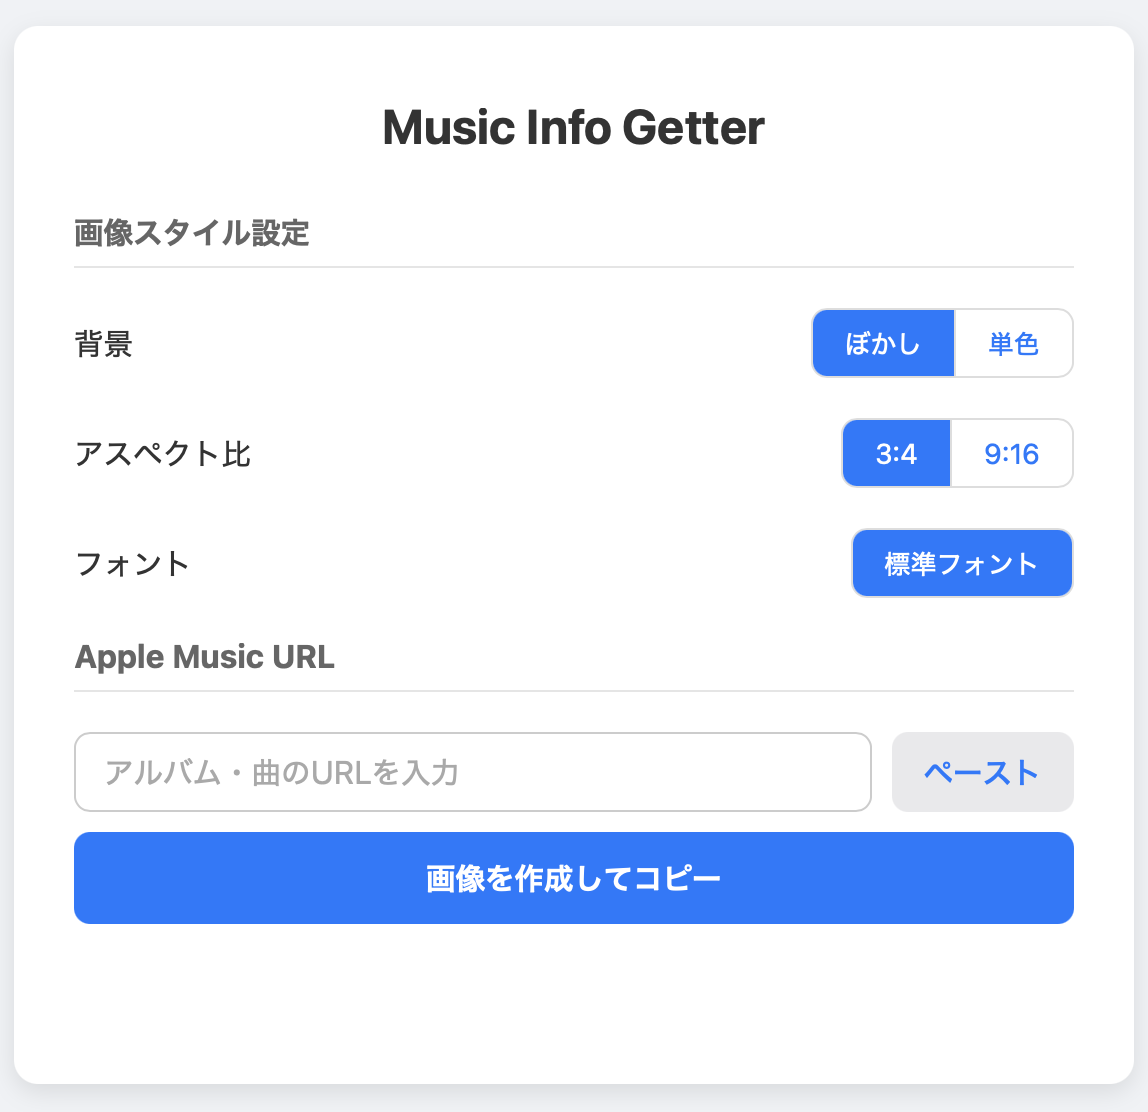 Music Info Getter
画像スタイル設定
背景
ぼかし 単色
アスペクト比
3:4 9:16
フォント
標準フォント
Apple Music URL
アルバム・曲のURLを入力
ペースト
画像を作成してコピー